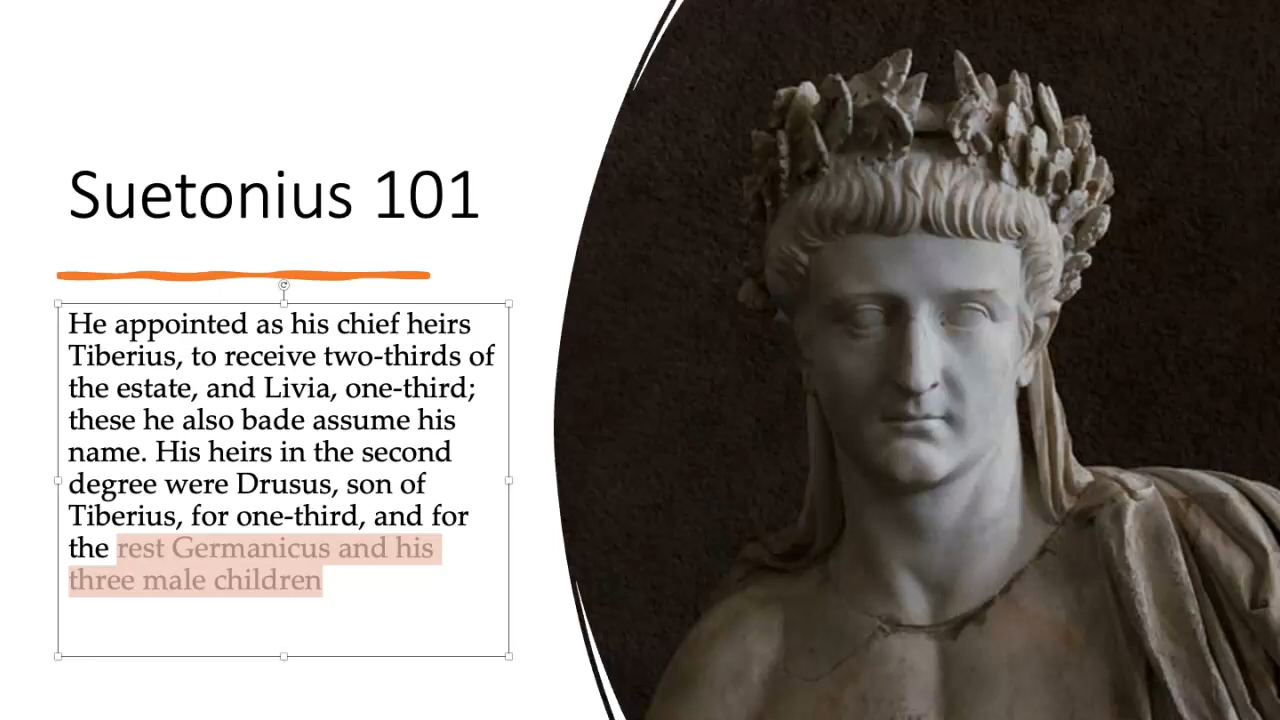 Suetonius 101
He appointed as his chief heirs
Tiberius, to receive two-thirds of
the estate, and Livia, one-third;
these he also bade assume his
name. His heirs in the second
degree were Drusus, son of
Tiberius, for one-third, and for
the rest Germanicus and his
three male children